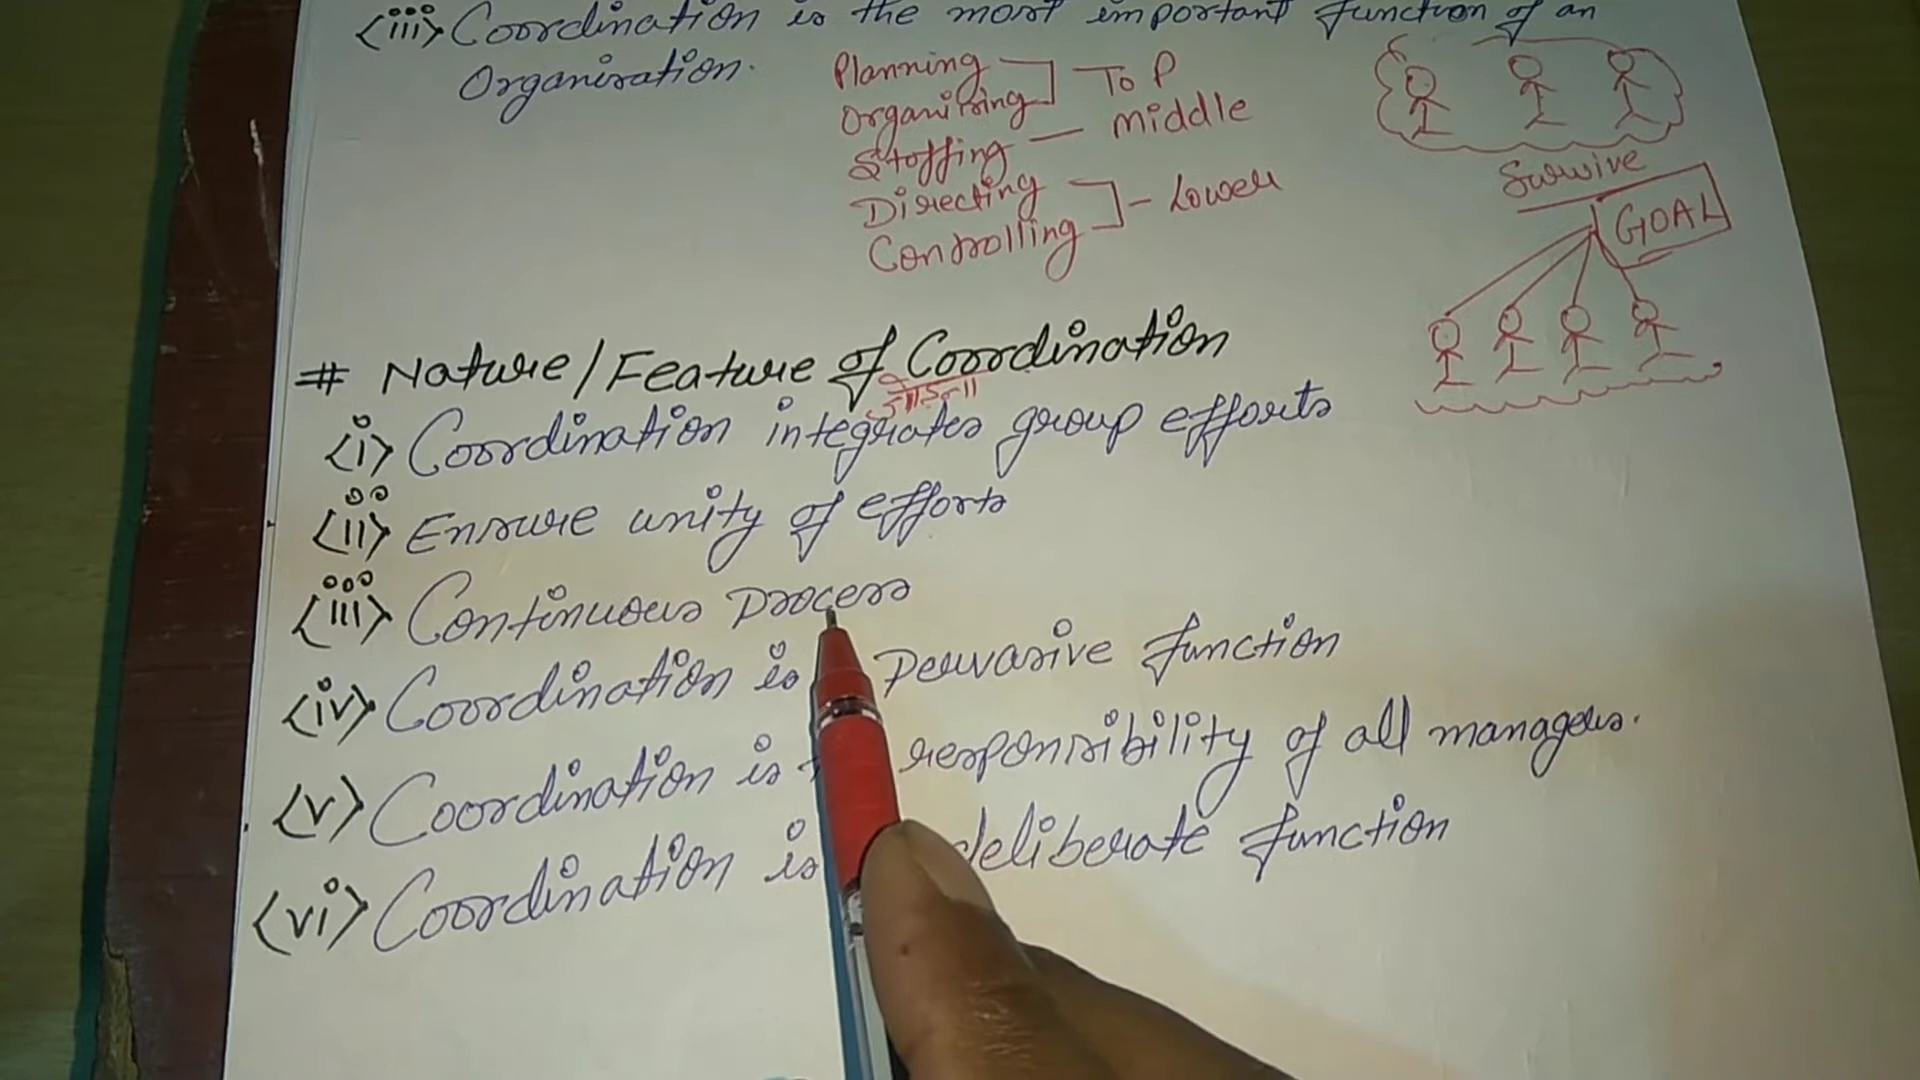 <iii> Coordination is the most important function of an
Organisation.
Planning
Organising
Staffing
Directing
Controlling
TO P
middle
Lower
Survive
GOAL
# Nature/Feature of Coordination
<i> Coordination integrates group efforts
<ii> Ensure unity of efforts
<iii> Continuous process
<iv> Coordination is Pervasive function
<v> Coordination is responsibility of all managers.
<vi> Coordination is deliberate function